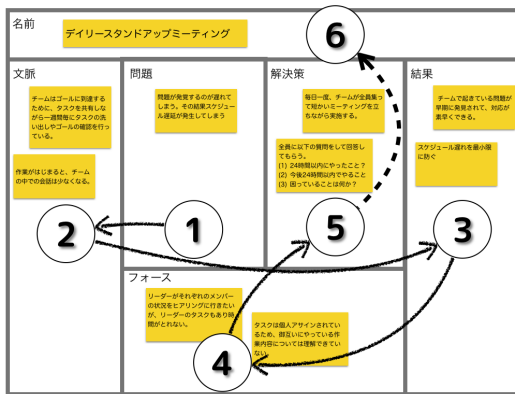 名前
デイリースタンドアップミーティング
6
文脈
問題
解決策
結果
チームはゴールに到達する
ために、タスクを共有しな
がら一週間毎にタスクの洗
い出しやゴールの確認を行
っている。
作業がはじまると、チーム
の中での会話は少なくなる。
2
問題が発覚するのが遅れて
しまう。その結果スケジュー
ル遅延が発生してしまう
1
毎日一度、チームが全員集っ
て短かいミーティングを立
ちながら実施する。
全員に以下の質問をして回答し
てもらう。
(1) 24時間以内にやったこと？
(2) 今後24時間以内でやること
(3) 困っていることは何か？
5
チームで起きている問題が
早期に発見されて、対応が
素早くできる。
スケジュール遅れを最小限
に防ぐ
3
フォース
リーダーがそれぞれのメンバー
の状況をヒアリングに行きたい
が、リーダーのタスクもあり時
間がとれない。
タスクは個人アサインされて
いるため、御互いにやっている作
業内容については理解できてい
ない。
4